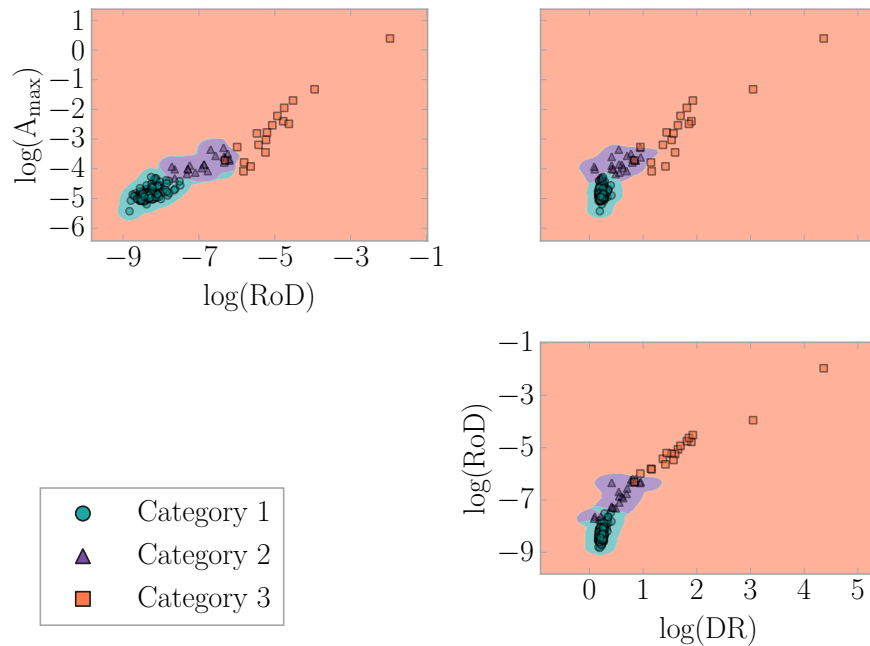 1
0
−1
−2
−3
−4
−5
−6
log(A_max)
−9 −7 −5 −3 −1
log(RoD)
−1
−3
−5
−7
−9
log(RoD)
0 1 2 3 4 5
log(DR)
Category 1
Category 2
Category 3